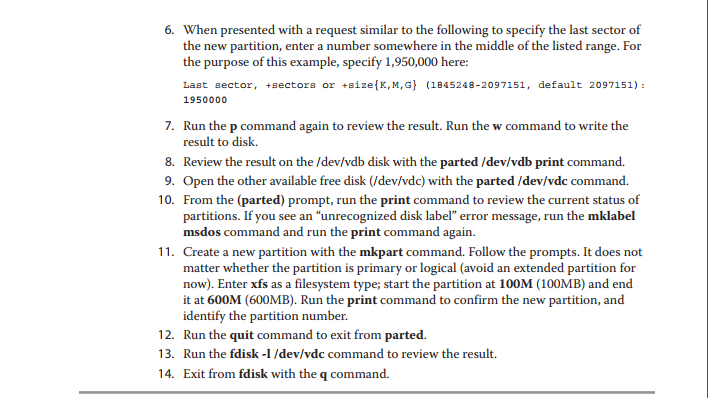 6. When presented with a request similar to the following to specify the last sector of
the new partition, enter a number somewhere in the middle of the listed range. For
the purpose of this example, specify 1,950,000 here:
Last sector, +sectors or +size{K,M,G} (1845248-2097151, default 2097151):
1950000
7. Run the p command again to review the result. Run the w command to write the
result to disk.
8. Review the result on the /dev/vdb disk with the parted /dev/vdb print command.
9. Open the other available free disk (/dev/vdc) with the parted /dev/vdc command.
10. From the (parted) prompt, run the print command to review the current status of
partitions. If you see an “unrecognized disk label” error message, run the mklabel
msdos command and run the print command again.
11. Create a new partition with the mkpart command. Follow the prompts. It does not
matter whether the partition is primary or logical (avoid an extended partition for
now). Enter xfs as a filesystem type; start the partition at 100M (100MB) and end
it at 600M (600MB). Run the print command to confirm the new partition, and
identify the partition number.
12. Run the quit command to exit from parted.
13. Run the fdisk -l /dev/vdc command to review the result.
14. Exit from fdisk with the q command.